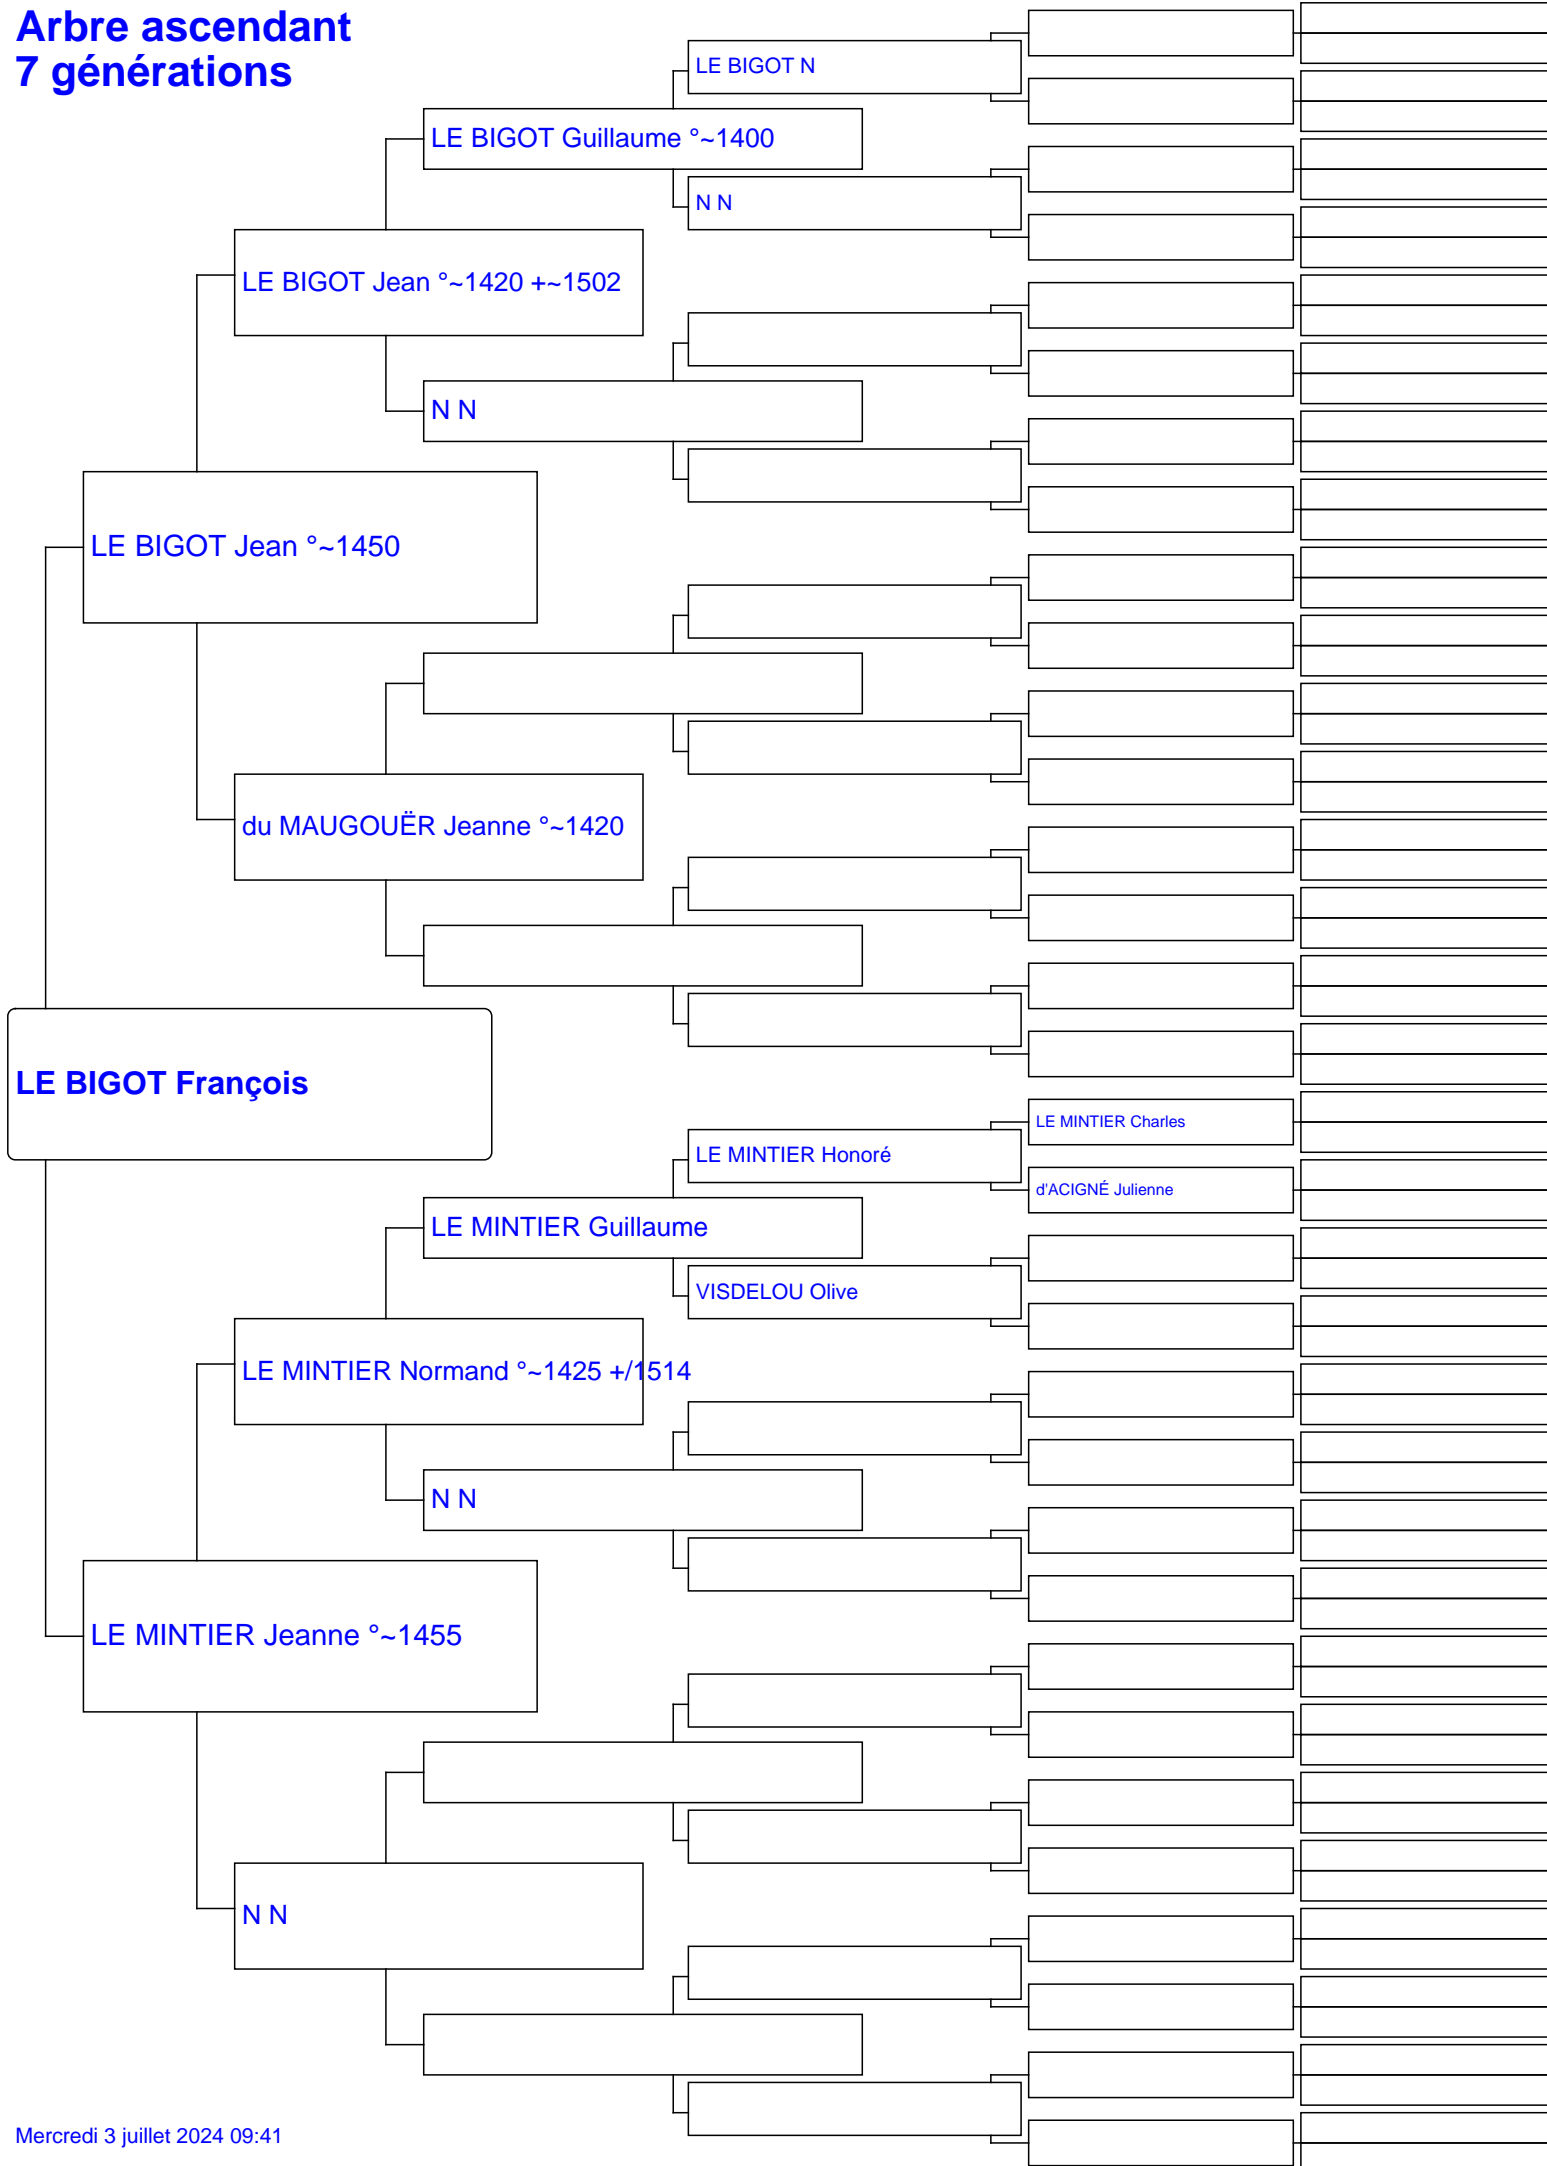 Arbre ascendant
7 générations
LE BIGOT N
LE BIGOT Guillaume °~1400
N N
LE BIGOT Jean °~1420 +~1502
N N
LE BIGOT Jean °~1450
du MAUGOUËR Jeanne °~1420
LE BIGOT François
LE MINTIER Charles
LE MINTIER Honoré
d'ACIGNÉ Julienne
LE MINTIER Guillaume
VISDELOU Olive
LE MINTIER Normand °~1425 +/1514
N N
LE MINTIER Jeanne °~1455
N N
Mercredi 3 juillet 2024 09:41